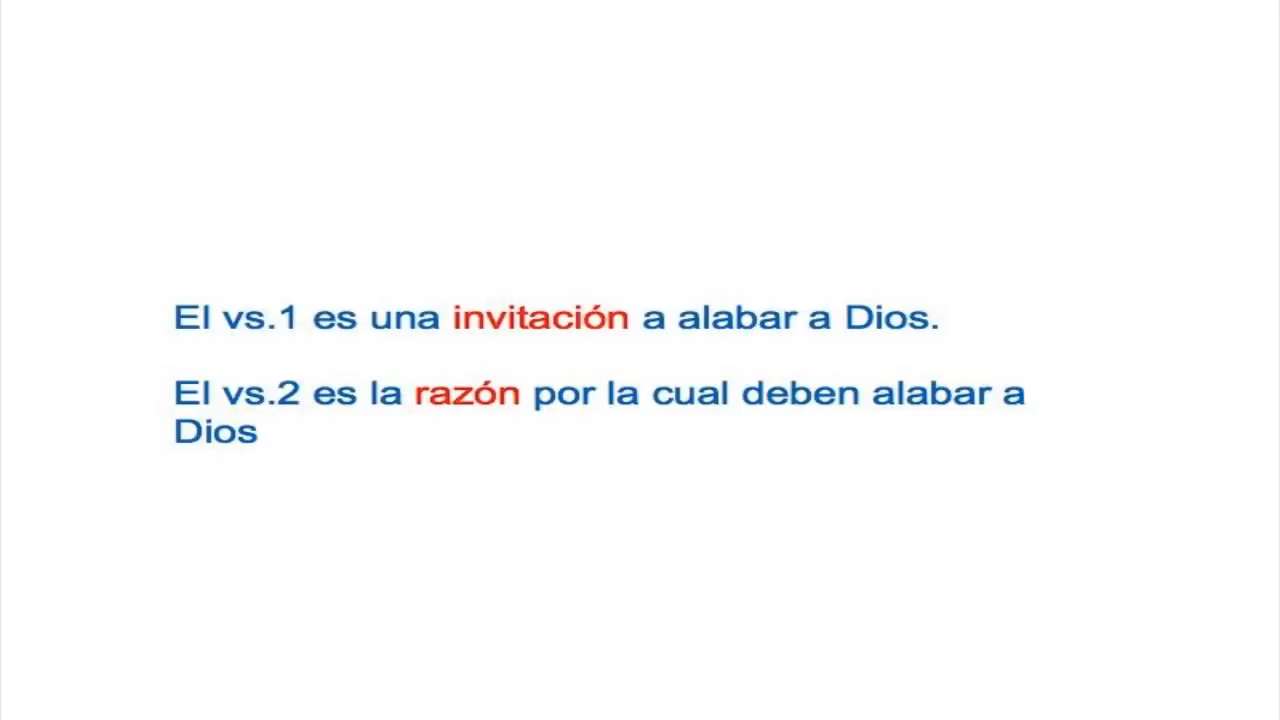 El vs.1 es una invitación a alabar a Dios.
El vs.2 es la razón por la cual deben alabar a
Dios